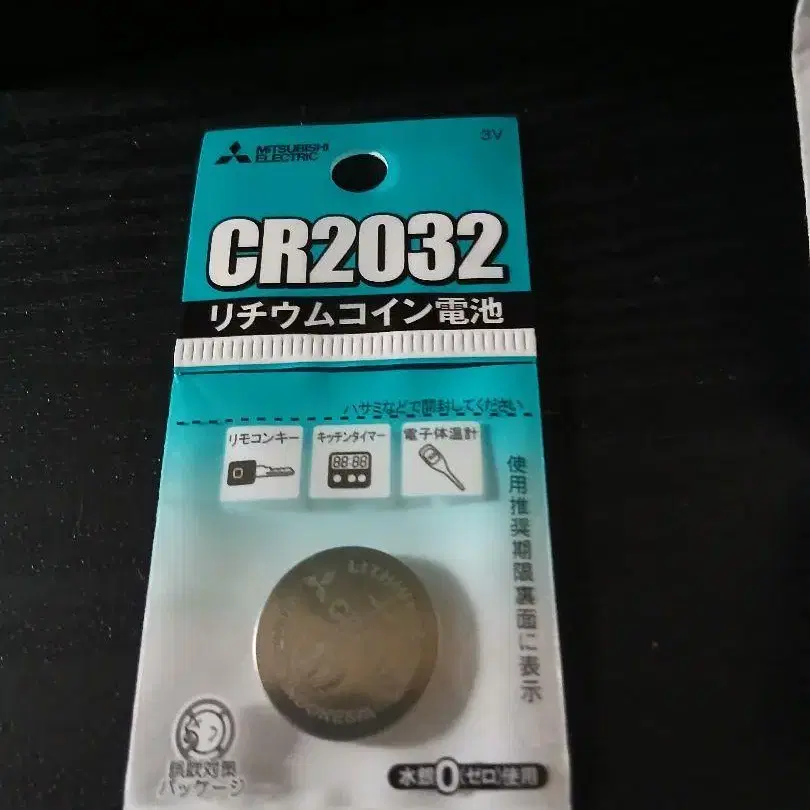 MITSUBISHI
ELECTRIC
3V
CR2032
リチウムコイン電池
ハサミなどで開封してください
リモコンキー
キッチンタイマー
電子体温計
88:88
使用推奨期限裏面に表示
LITHIUM
誤飲対策
パッケージ
水銀0(ゼロ)使用